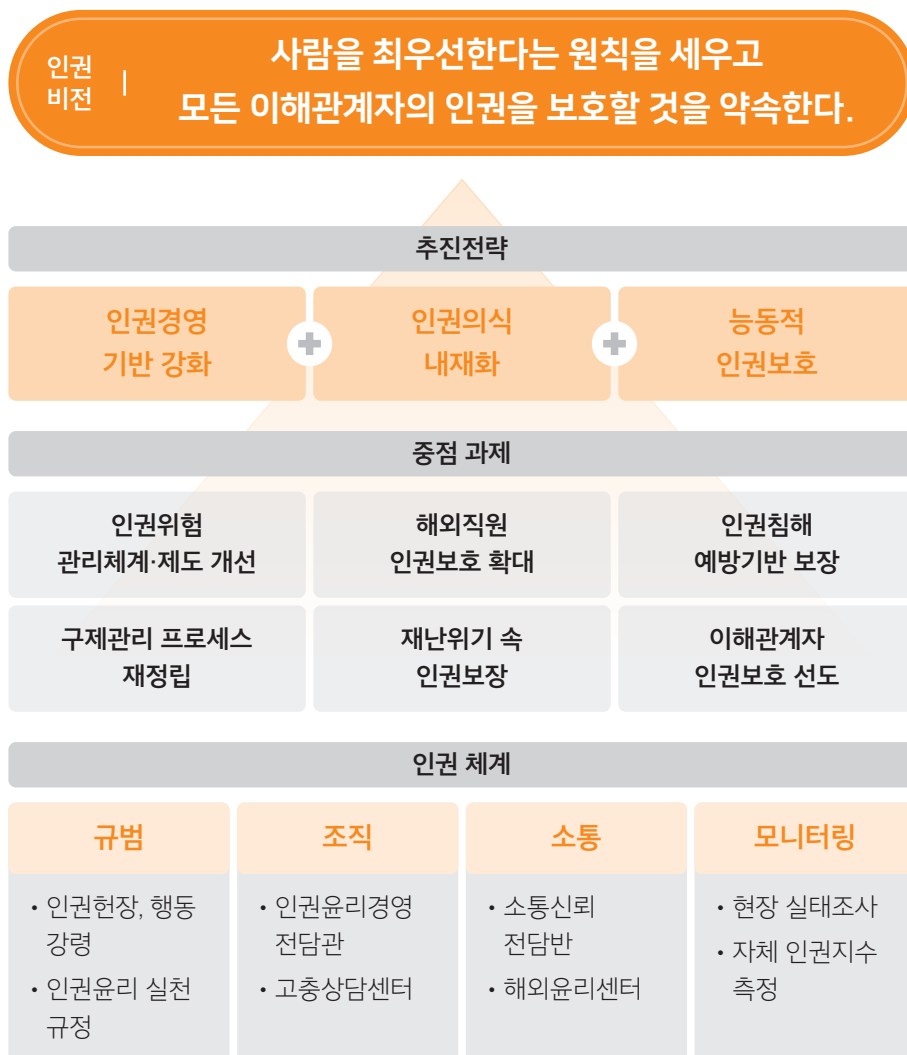 인권
비전
사람을 최우선한다는 원칙을 세우고
모든 이해관계자의 인권을 보호할 것을 약속한다.
추진전략
인권경영
기반 강화
인권의식
내재화
능동적
인권보호
중점 과제
인권위험
관리체계·제도 개선
해외직원
인권보호 확대
인권침해
예방기반 보장
구제관리 프로세스
재정립
재난위기 속
인권보장
이해관계자
인권보호 선도
인권 체계
규범
• 인권헌장, 행동
강령
• 인권윤리 실천
규정
조직
• 인권윤리경영
전담관
• 고충상담센터
소통
• 소통신뢰
전담반
• 해외윤리센터
모니터링
• 현장 실태조사
• 자체 인권지수
측정